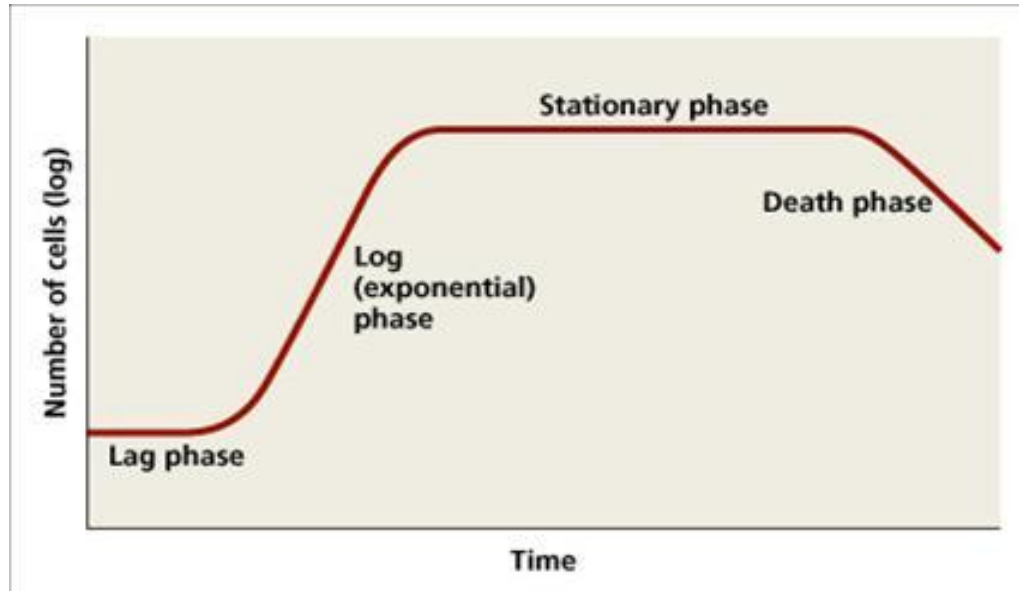 Stationary phase
Death phase
Log
(exponential)
phase
Lag phase
Number of cells (log)
Time